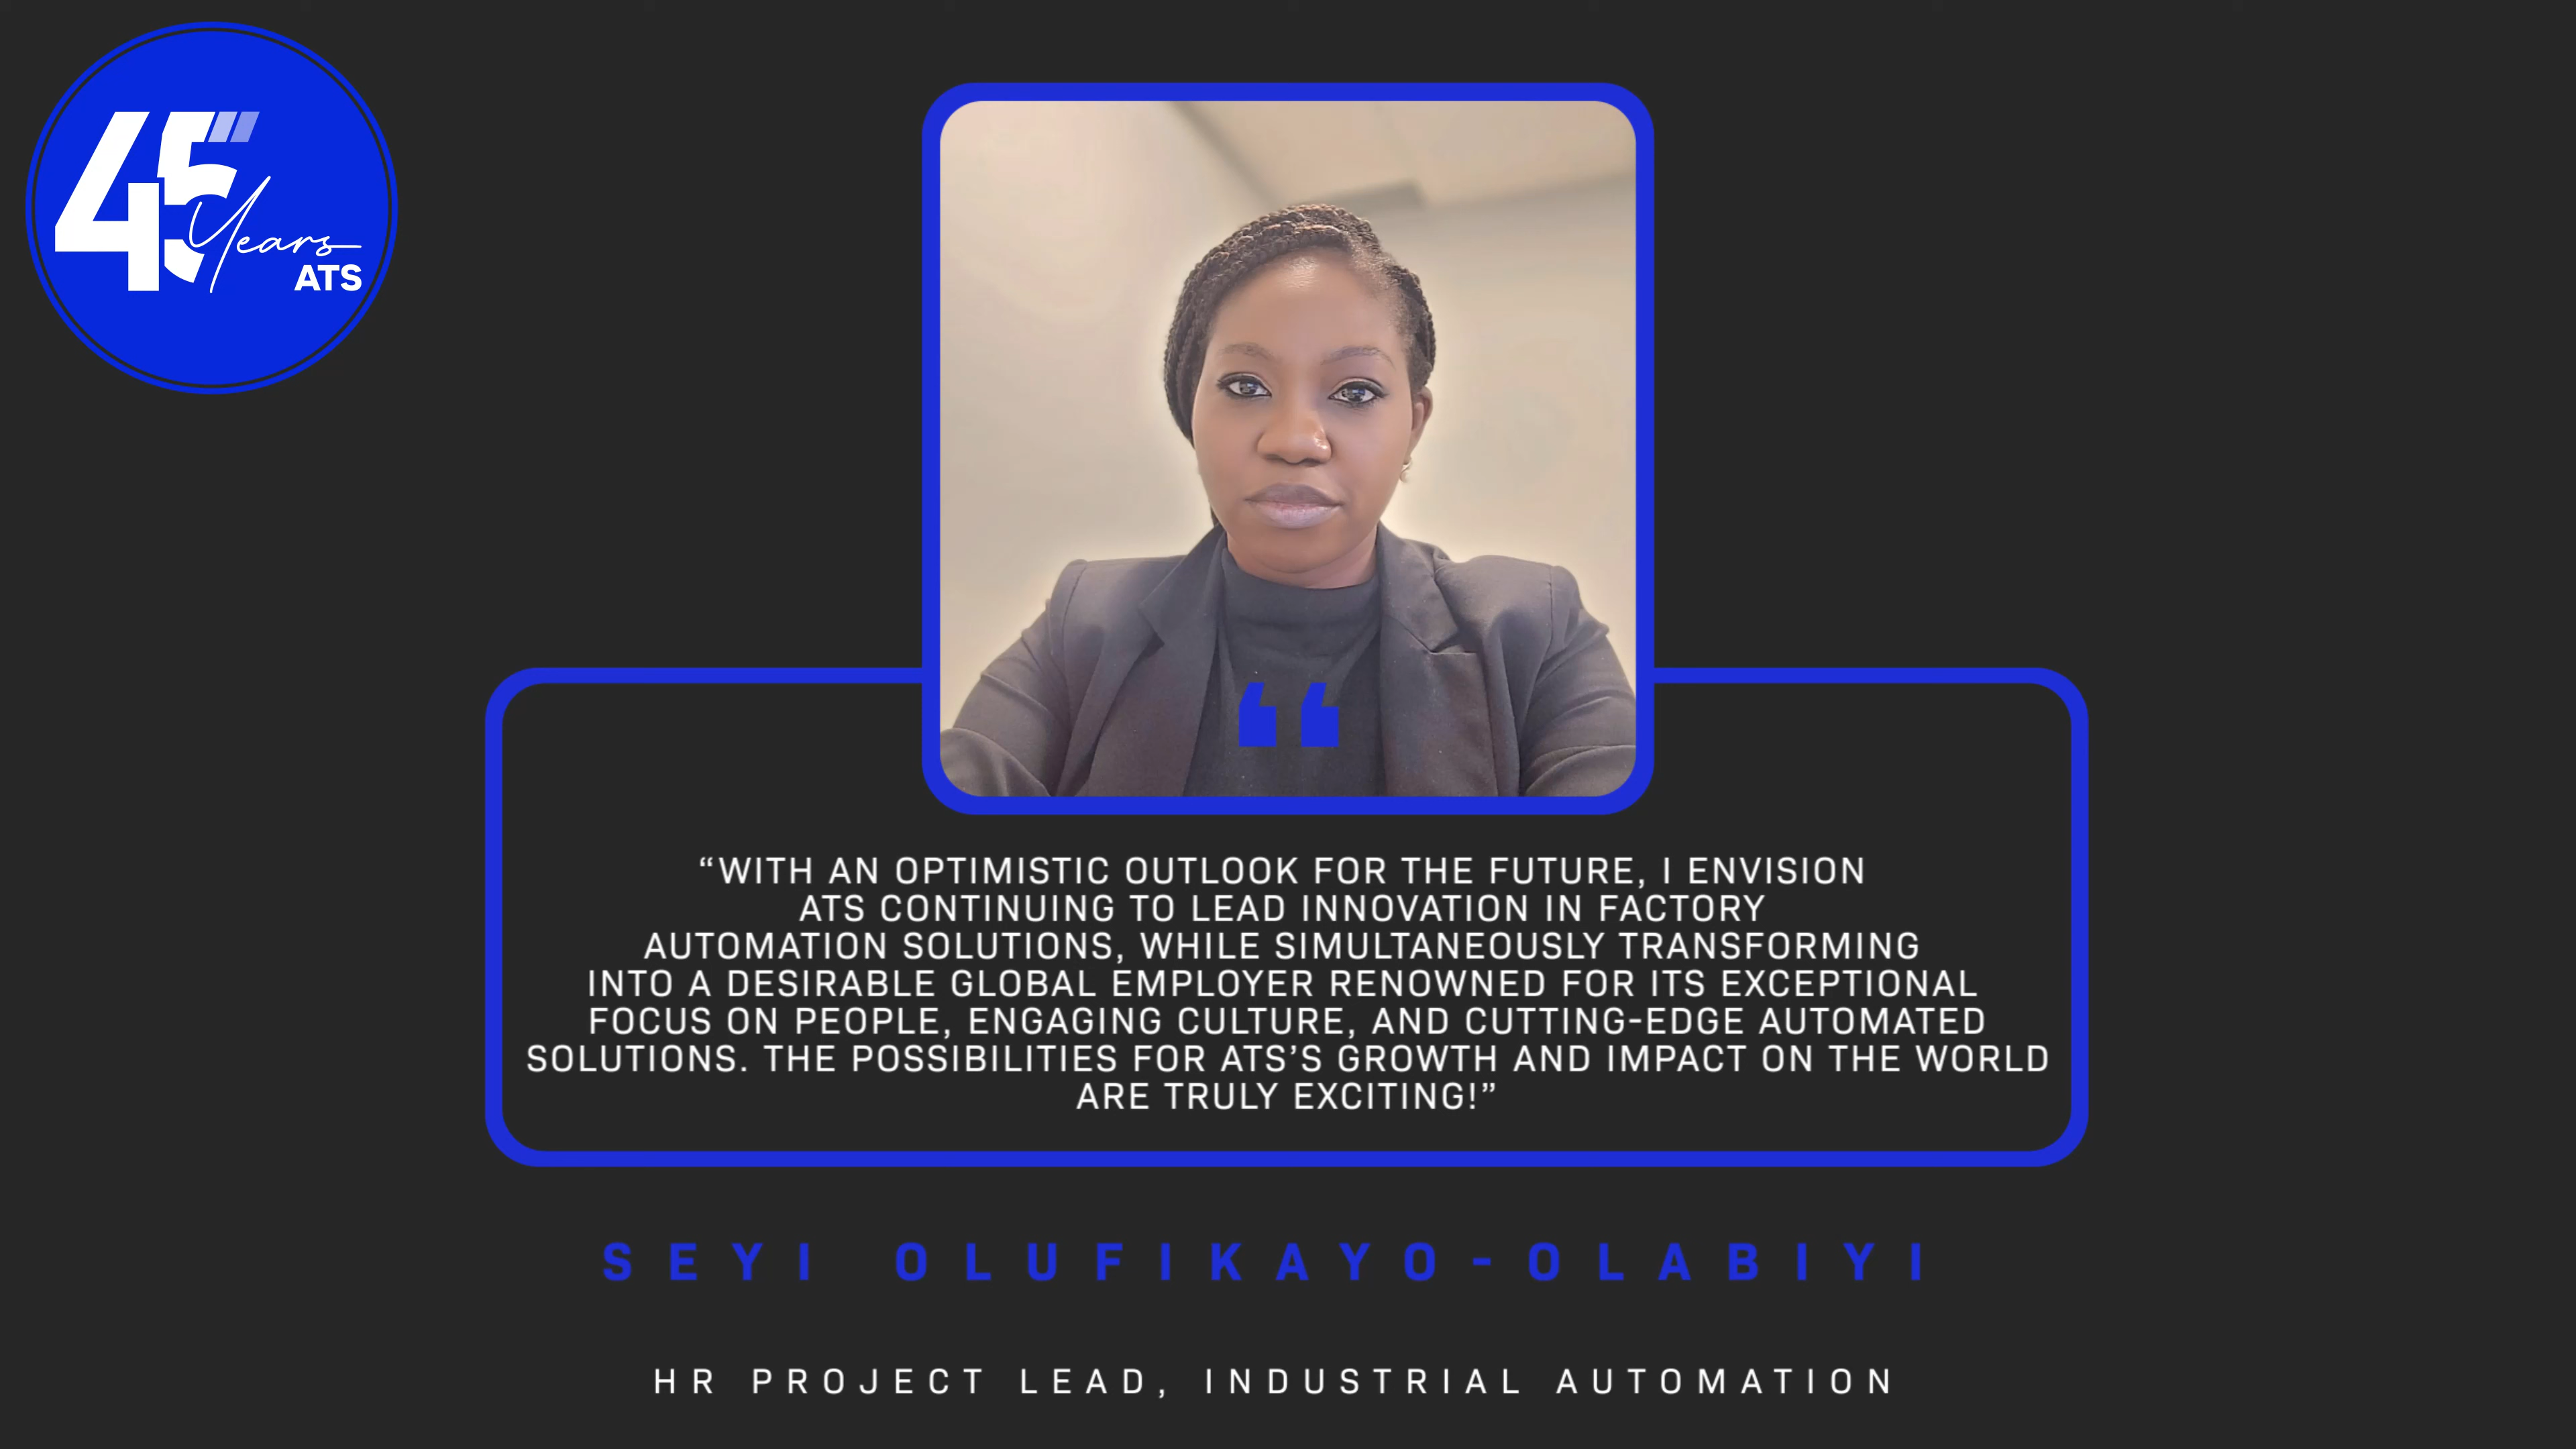 45 Years
ATS
“WITH AN OPTIMISTIC OUTLOOK FOR THE FUTURE, I ENVISION
ATS CONTINUING TO LEAD INNOVATION IN FACTORY
AUTOMATION SOLUTIONS, WHILE SIMULTANEOUSLY TRANSFORMING
INTO A DESIRABLE GLOBAL EMPLOYER RENOWNED FOR ITS EXCEPTIONAL
FOCUS ON PEOPLE, ENGAGING CULTURE, AND CUTTING-EDGE AUTOMATED
SOLUTIONS. THE POSSIBILITIES FOR ATS’S GROWTH AND IMPACT ON THE WORLD
ARE TRULY EXCITING!”
SEYI OLUFIKAYO-OLABIYI
HR PROJECT LEAD, INDUSTRIAL AUTOMATION